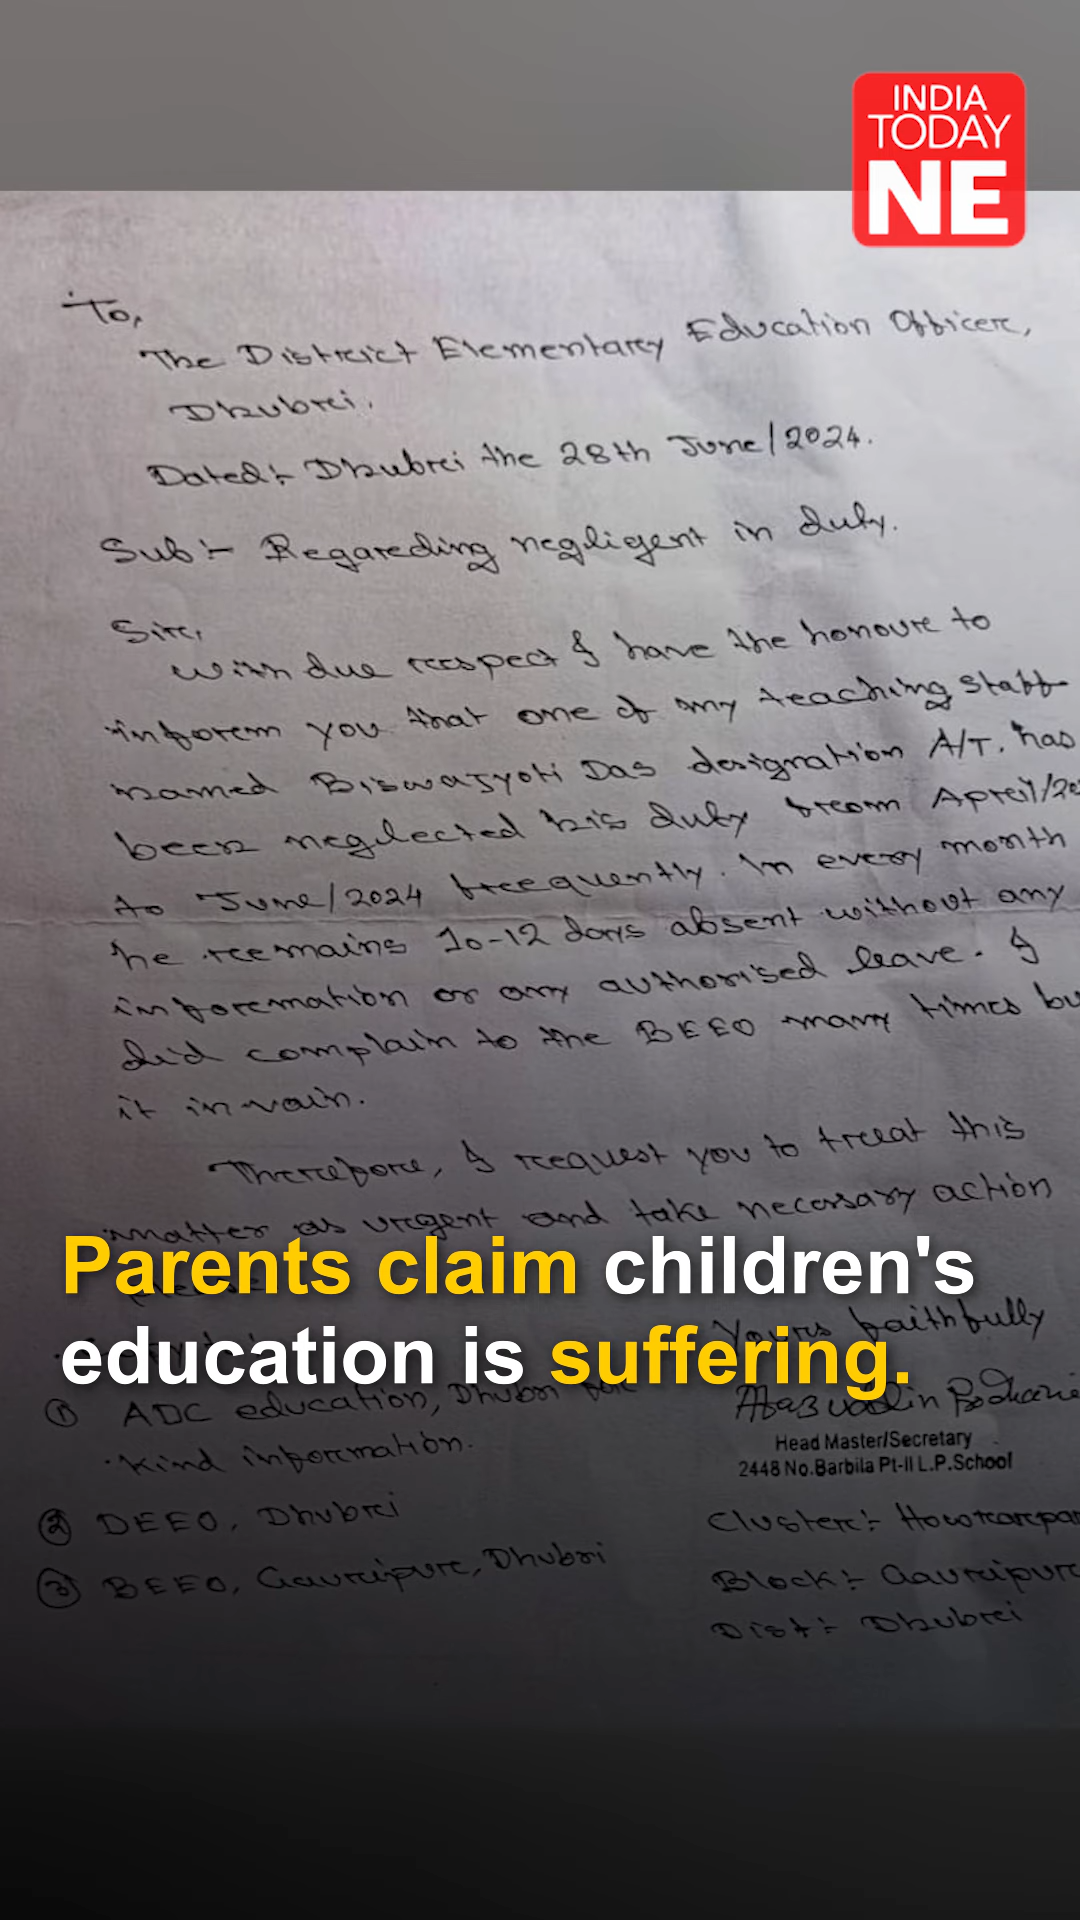 INDIA
TODAY
NE
To,
The District Elementary Education Officer,
Dhubri.
Dated:- Dhubri the 28th June/2024.
Sub:- Regarding negligent in duty.
Sir,
With due respect I have the honour to
inform you that one of my teaching staff
named Biswajyoti Das designation A/T. has
been neglected his duty from April/20
to June/2024 frequently. In every month
he remains 10-12 days absent without any
information or any authorised leave. I
did complain to the BEEO many times bu
it in vain.
Therefore, I request you to treat this
matter as urgent and take necessary action
please
Parents claim children's
education is suffering.
Yours faithfully
Head Master/Secretary
2448 No.Barbila Pt-II L.P.School
Cluster:-
Block:- Gauripur
Dist:- Dhubri
① ADC education, Dhubri for
kind information.
② DEEO, Dhubri
③ BEEO, Gauripur, Dhubri